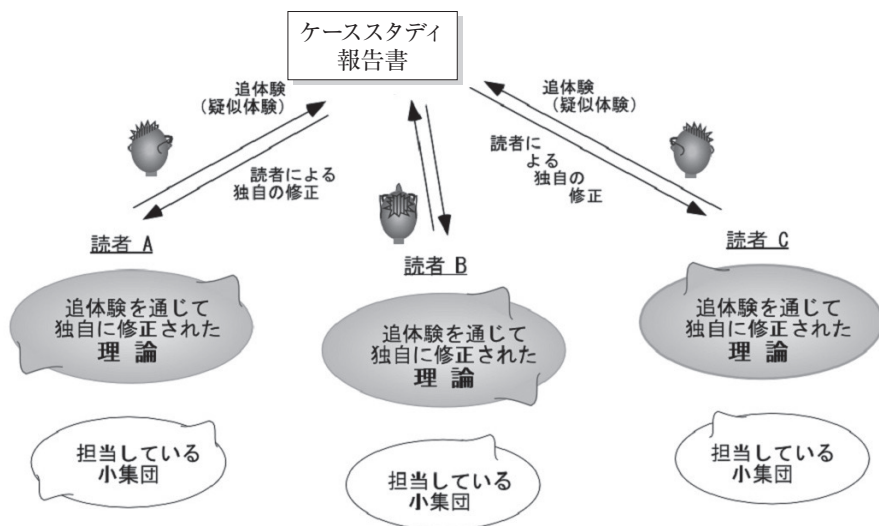 ケーススタディ
報告書
追体験
(疑似体験)
読者による
独自の修正
追体験
(疑似体験)
読者に
よる
独自の
修正
読者 A
読者 B
読者 C
追体験を通じて
独自に修正された
理 論
追体験を通じて
独自に修正された
理 論
追体験を通じて
独自に修正された
理 論
担当している
小集団
担当している
小集団
担当している
小集団